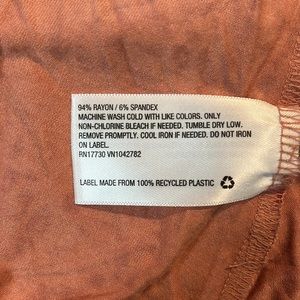 94% RAYON / 6% SPANDEX
MACHINE WASH COLD WITH LIKE COLORS. ONLY
NON-CHLORINE BLEACH IF NEEDED. TUMBLE DRY LOW.
REMOVE PROMPTLY. COOL IRON IF NEEDED. DO NOT IRON
ON LABEL.
RN17730 VN1042782
LABEL MADE FROM 100% RECYCLED PLASTIC